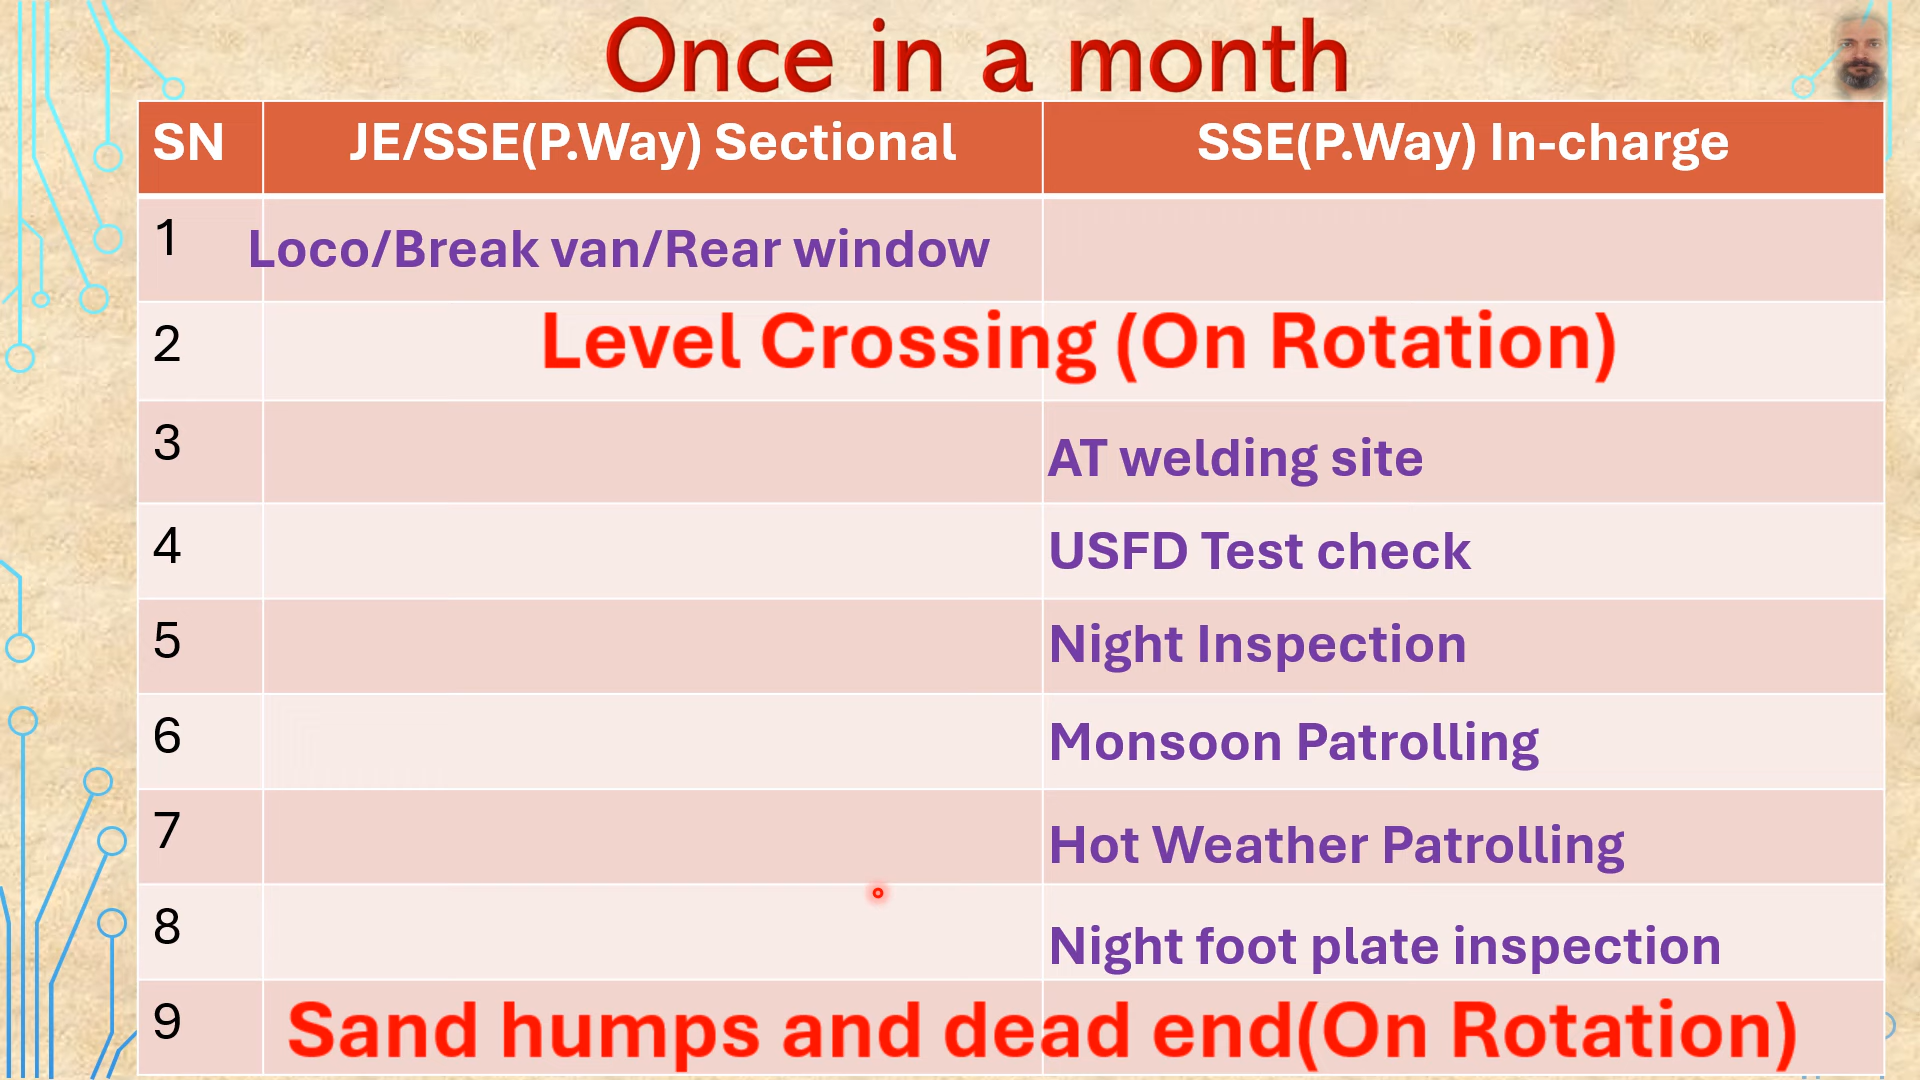 Once in a month
SN JE/SSE(P.Way) Sectional SSE(P.Way) In-charge
1 Loco/Break van/Rear window
2 Level Crossing (On Rotation)
3 AT welding site
4 USFD Test check
5 Night Inspection
6 Monsoon Patrolling
7 Hot Weather Patrolling
8 Night foot plate inspection
9 Sand humps and dead end(On Rotation)